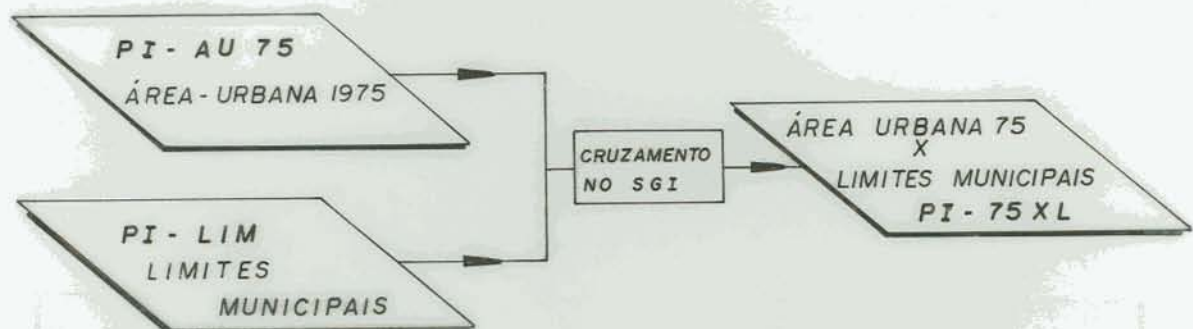 PI - AU 75
ÁREA - URBANA 1975
PI - LIM
LIMITES
MUNICIPAIS
CRUZAMENTO
NO SGI
ÁREA URBANA 75
X
LIMITES MUNICIPAIS
PI - 75 XL